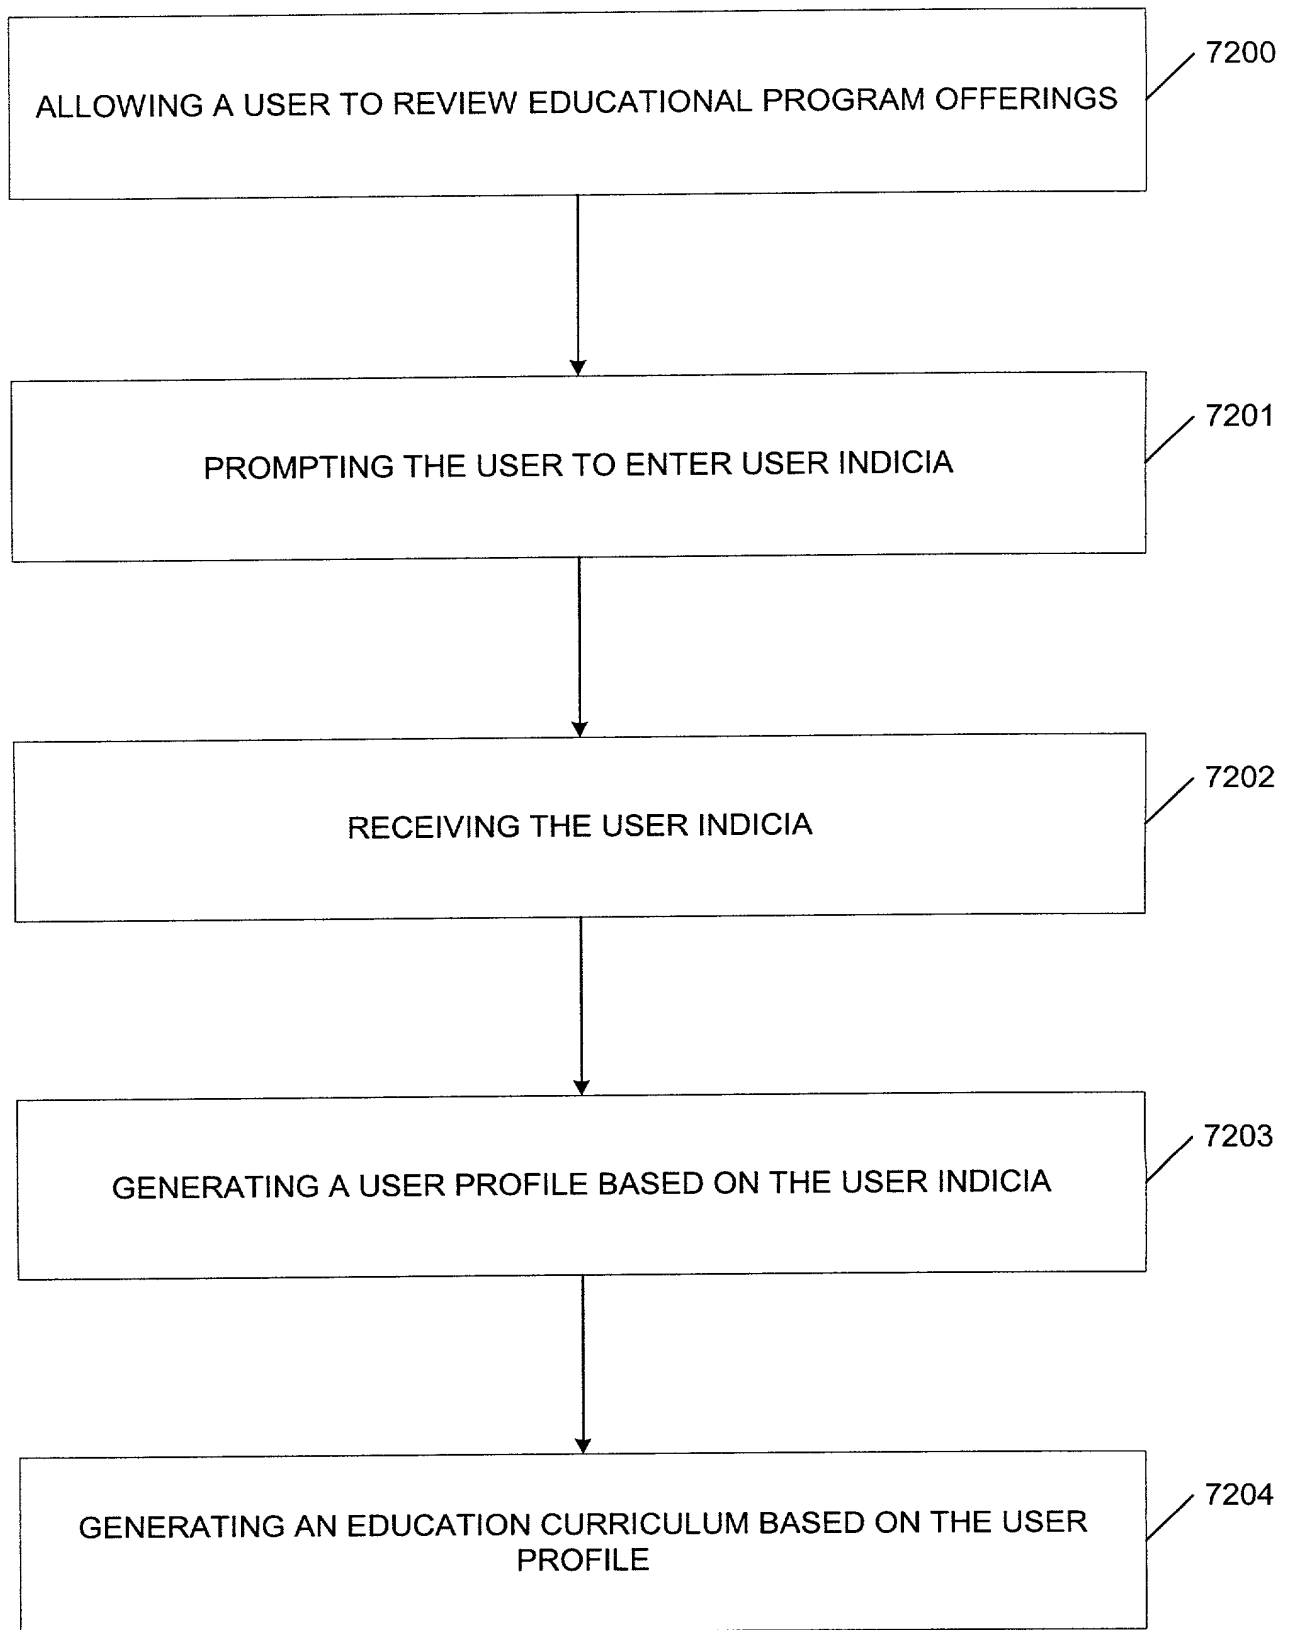 7200
ALLOWING A USER TO REVIEW EDUCATIONAL PROGRAM OFFERINGS
7201
PROMPTING THE USER TO ENTER USER INDICIA
7202
RECEIVING THE USER INDICIA
7203
GENERATING A USER PROFILE BASED ON THE USER INDICIA
7204
GENERATING AN EDUCATION CURRICULUM BASED ON THE USER
PROFILE